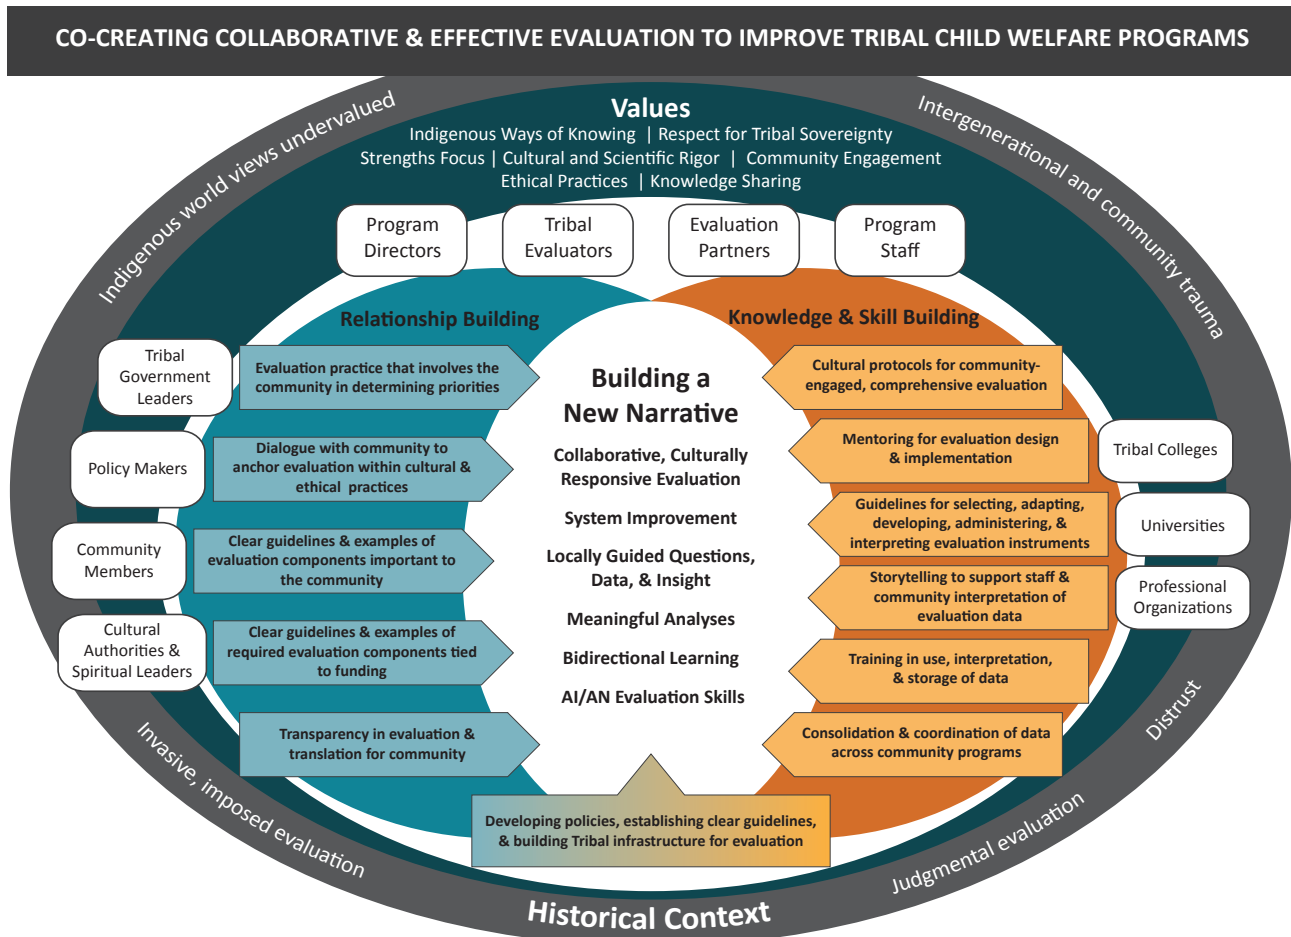 CO-CREATING COLLABORATIVE & EFFECTIVE EVALUATION TO IMPROVE TRIBAL CHILD WELFARE PROGRAMS
Indigenous world views undervalued
Intergenerational and community trauma
Values
Indigenous Ways of Knowing | Respect for Tribal Sovereignty
Strengths Focus | Cultural and Scientific Rigor | Community Engagement
Ethical Practices | Knowledge Sharing
Program
Directors
Tribal
Evaluators
Evaluation
Partners
Program
Staff
Tribal
Government
Leaders
Policy Makers
Community
Members
Cultural
Authorities &
Spiritual Leaders
Relationship Building
Evaluation practice that involves the
community in determining priorities
Dialogue with community to
anchor evaluation within cultural &
ethical practices
Clear guidelines & examples of
evaluation components important to
the community
Clear guidelines & examples of
required evaluation components tied
to funding
Transparency in evaluation &
translation for community
Building a
New Narrative
Collaborative, Culturally
Responsive Evaluation
System Improvement
Locally Guided Questions,
Data, & Insight
Meaningful Analyses
Bidirectional Learning
AI/AN Evaluation Skills
Knowledge & Skill Building
Cultural protocols for community-
engaged, comprehensive evaluation
Mentoring for evaluation design
& implementation
Guidelines for selecting, adapting,
developing, administering, &
interpreting evaluation instruments
Storytelling to support staff &
community interpretation of
evaluation data
Training in use, interpretation,
& storage of data
Consolidation & coordination of data
across community programs
Tribal Colleges
Universities
Professional
Organizations
Developing policies, establishing clear guidelines,
& building Tribal infrastructure for evaluation
Invasive, imposed evaluation
Historical Context
Judgmental evaluation
Distrust